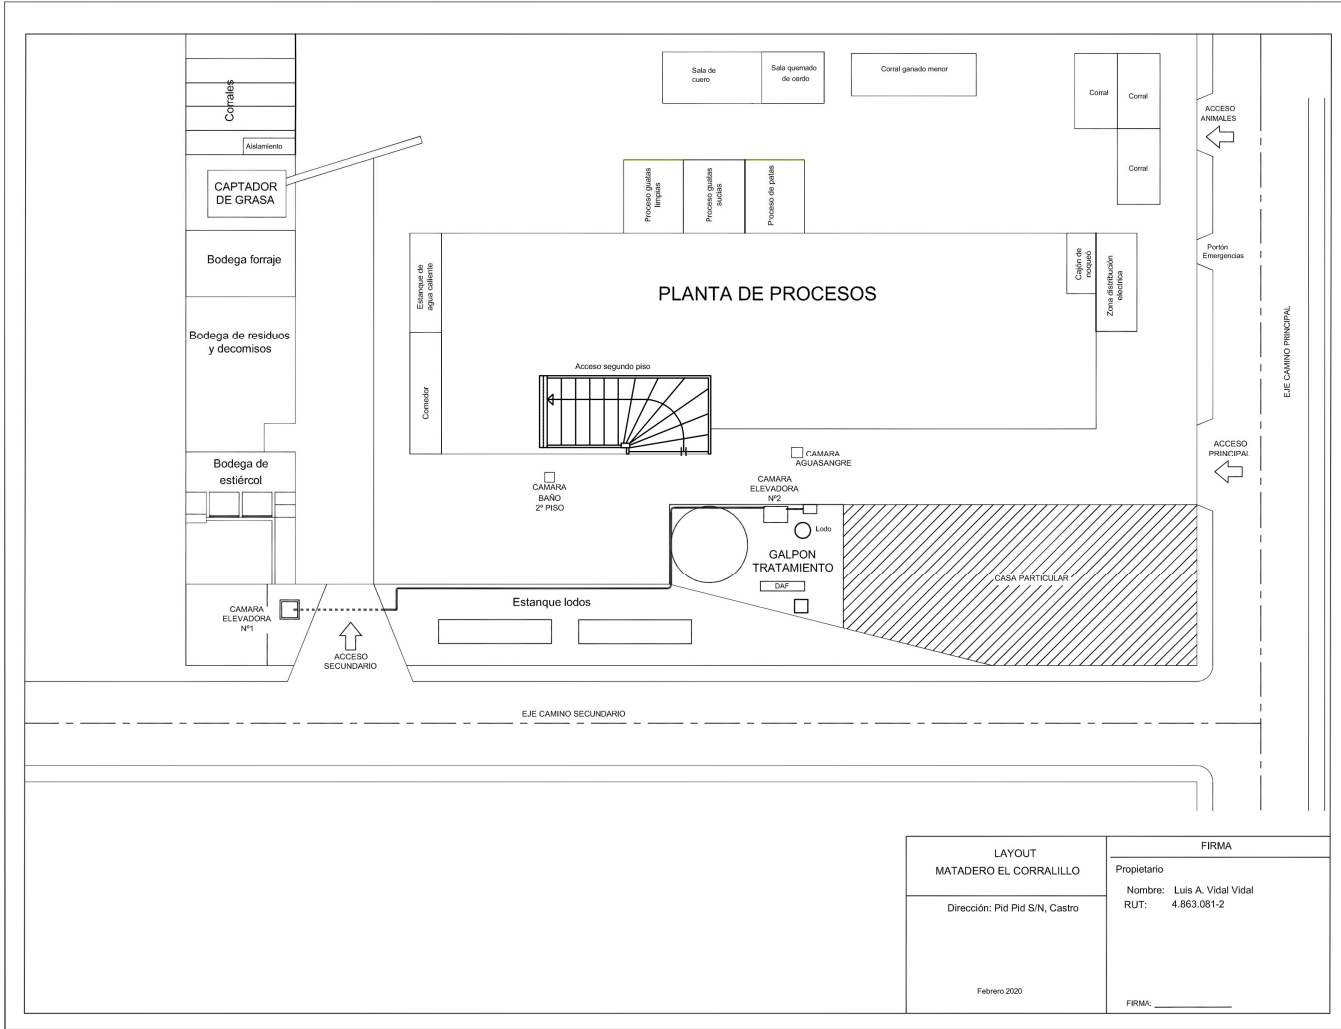 Corrales
Aislamiento
CAPTADOR
DE GRASA
Bodega forraje
Bodega de residuos
y decomisos
Bodega de
estiércol
Sala de
cuero
Sala quemado
de cerdo
Corral ganado menor
Corral
Corral
Corral
ACCESO
ANIMALES
Proceso guatas
limpias
Proceso guatas
sucias
Proceso de patas
Estanque de
agua caliente
Comedor
PLANTA DE PROCESOS
Cajón de
noqueó
Zona distribución
electrica
Portón
Emergencias
EJE CAMINO PRINCIPAL
Acceso segundo piso
ACCESO
PRINCIPAL
CAMARA
AGUASANGRE
CAMARA
BAÑO
2º PISO
CAMARA
ELEVADORA
Nº2
Lodo
GALPON
TRATAMIENTO
DAF
CASA PARTICULAR
CAMARA
ELEVADORA
Nº1
Estanque lodos
ACCESO
SECUNDARIO
EJE CAMINO SECUNDARIO
LAYOUT
MATADERO EL CORRALILLO
Dirección: Pid Pid S/N, Castro
Febrero 2020
FIRMA
Propietario
Nombre: Luis A. Vidal Vidal
RUT: 4.863.081-2
FIRMA: